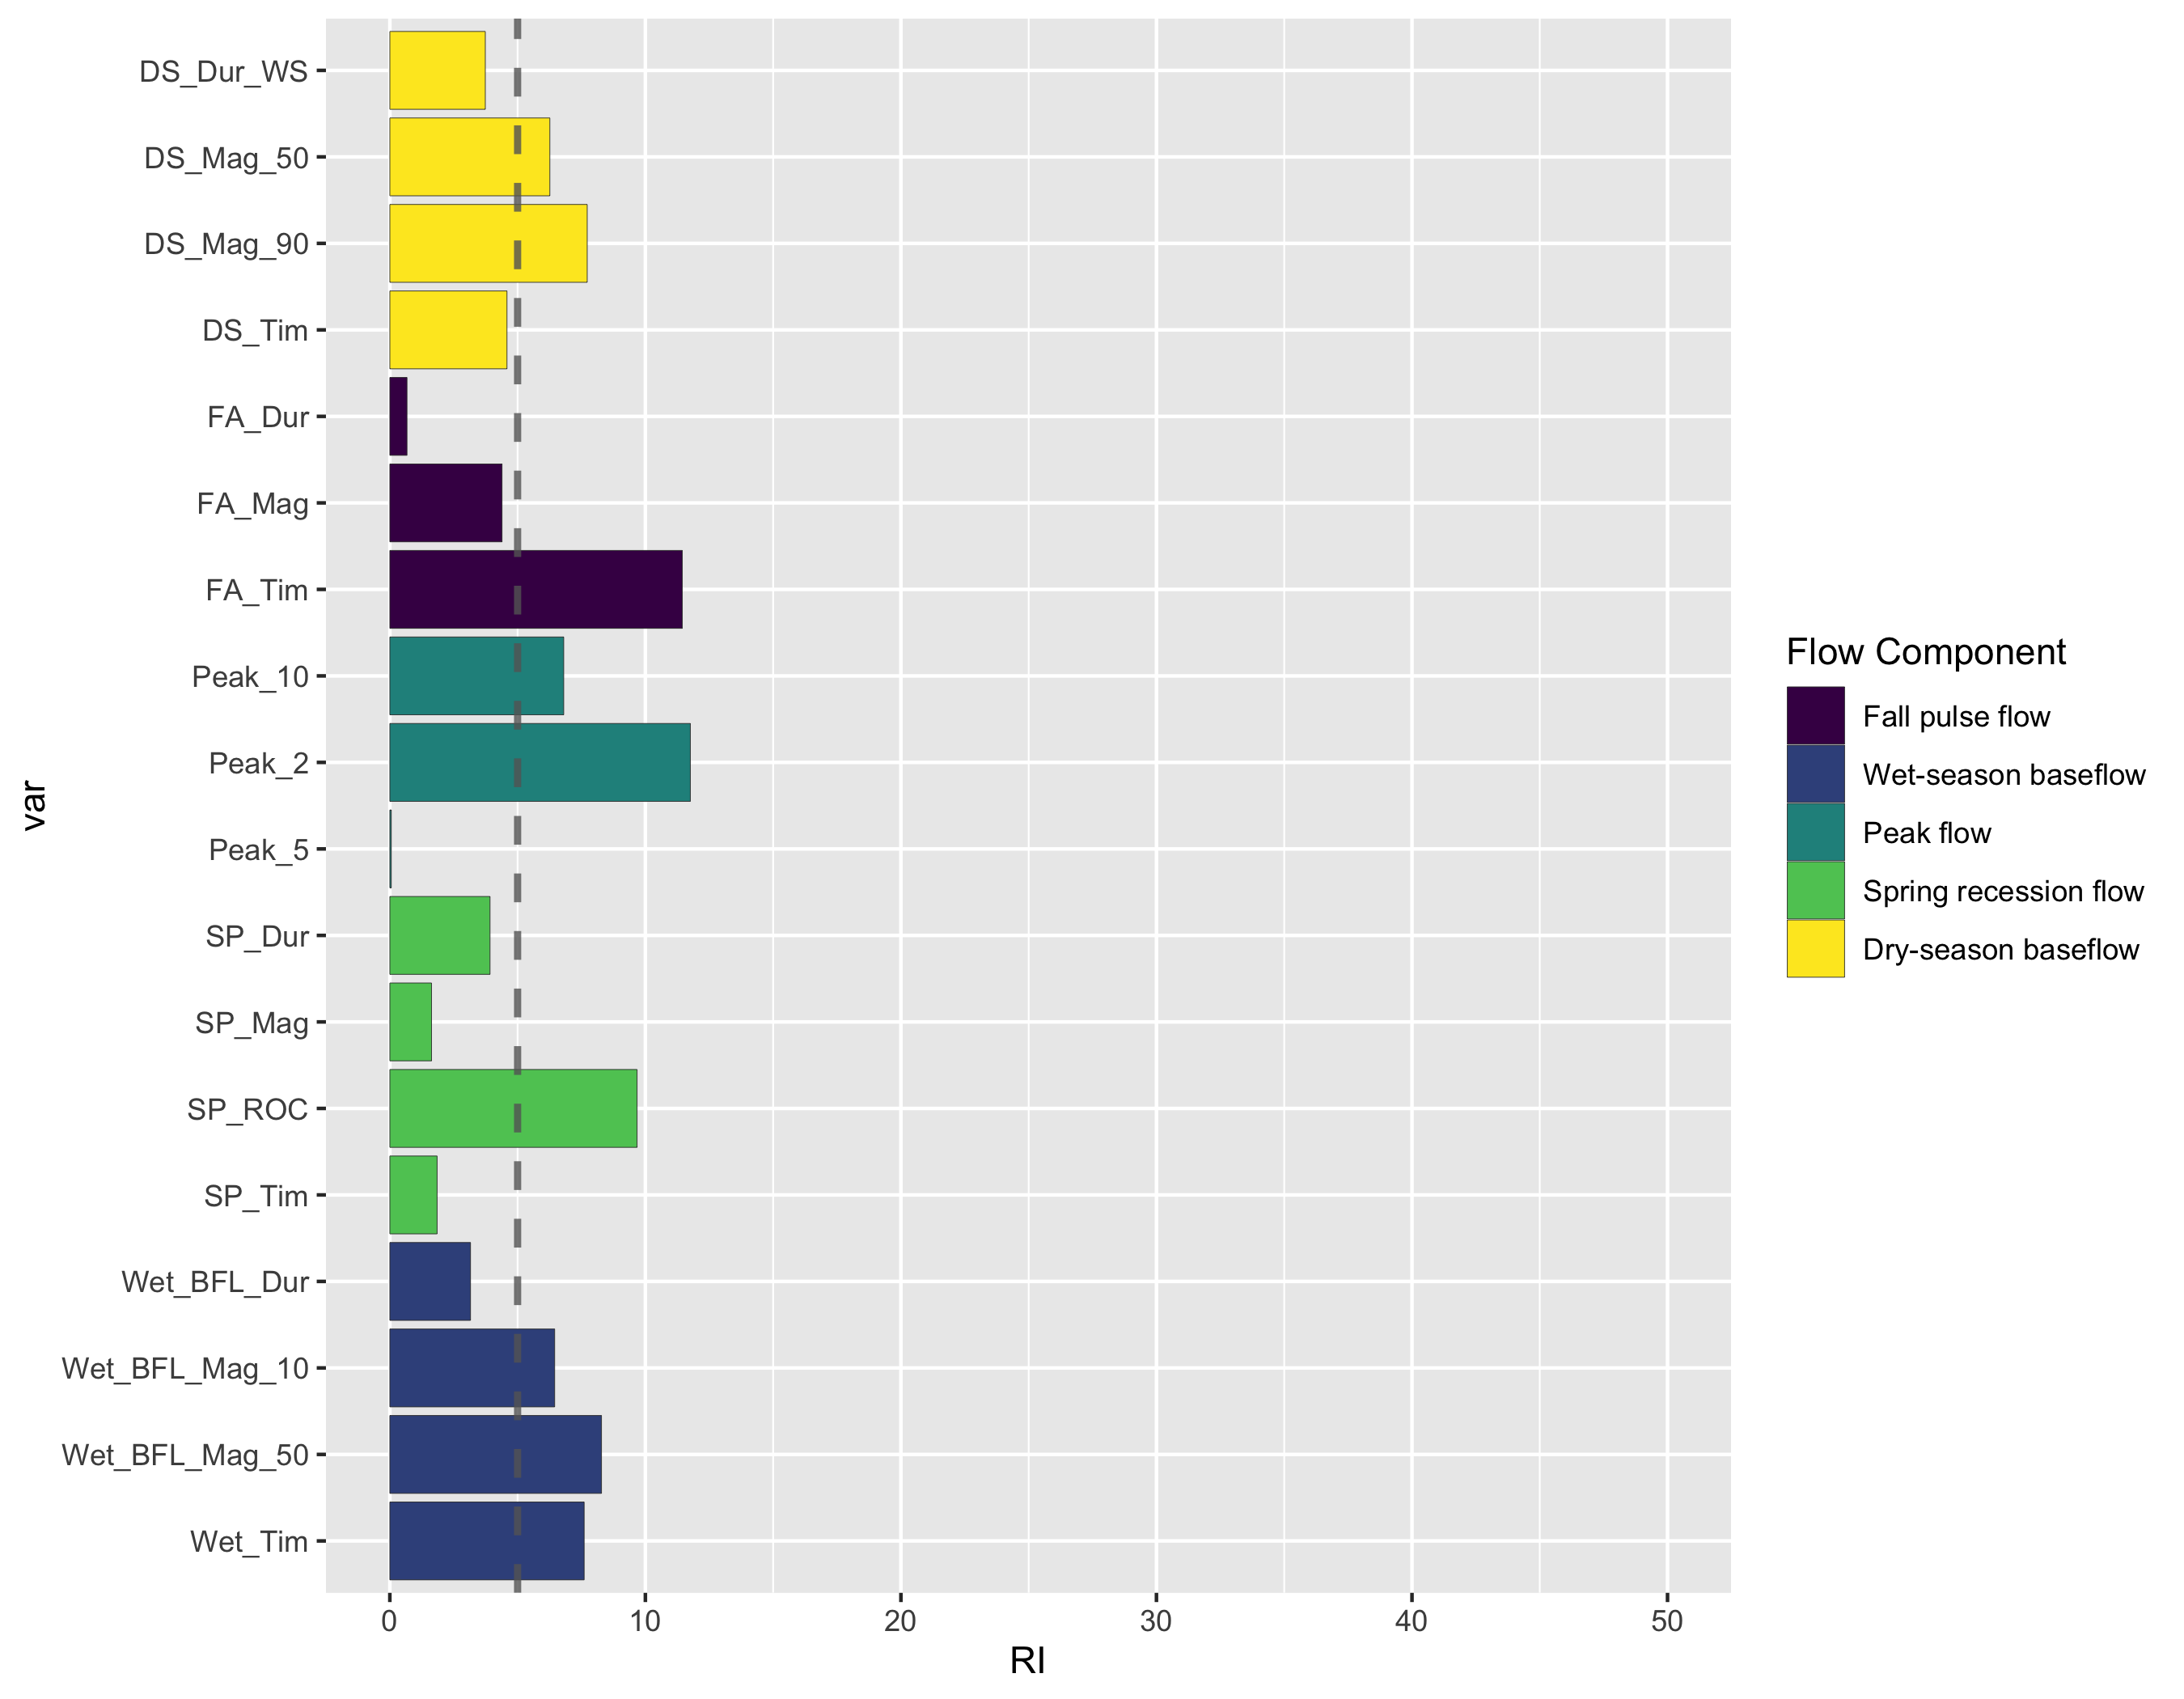 DS_Dur_WS
DS_Mag_50
DS_Mag_90
DS_Tim
FA_Dur
FA_Mag
FA_Tim
Peak_10
Peak_2
Peak_5
SP_Dur
SP_Mag
SP_ROC
SP_Tim
Wet_BFL_Dur
Wet_BFL_Mag_10
Wet_BFL_Mag_50
Wet_Tim
var
0 10 20 30 40 50
RI
Flow Component
Fall pulse flow
Wet-season baseflow
Peak flow
Spring recession flow
Dry-season baseflow